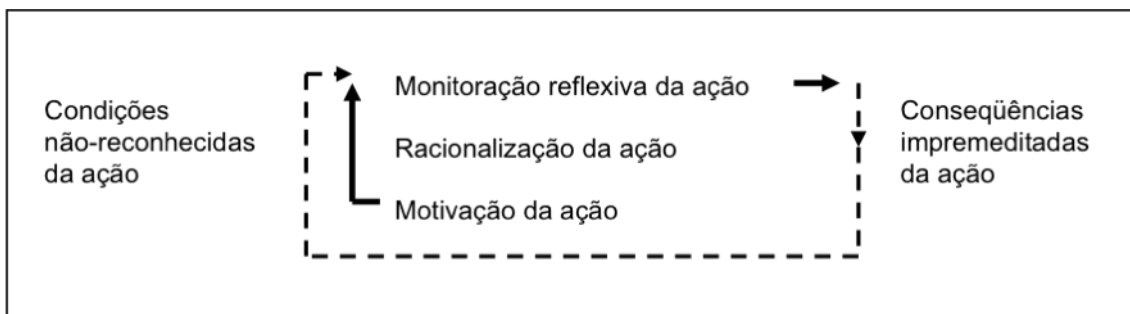 Condições
não-reconhecidas
da ação
Monitoração reflexiva da ação
Racionalização da ação
Motivação da ação
Conseqüências
impremeditadas
da ação